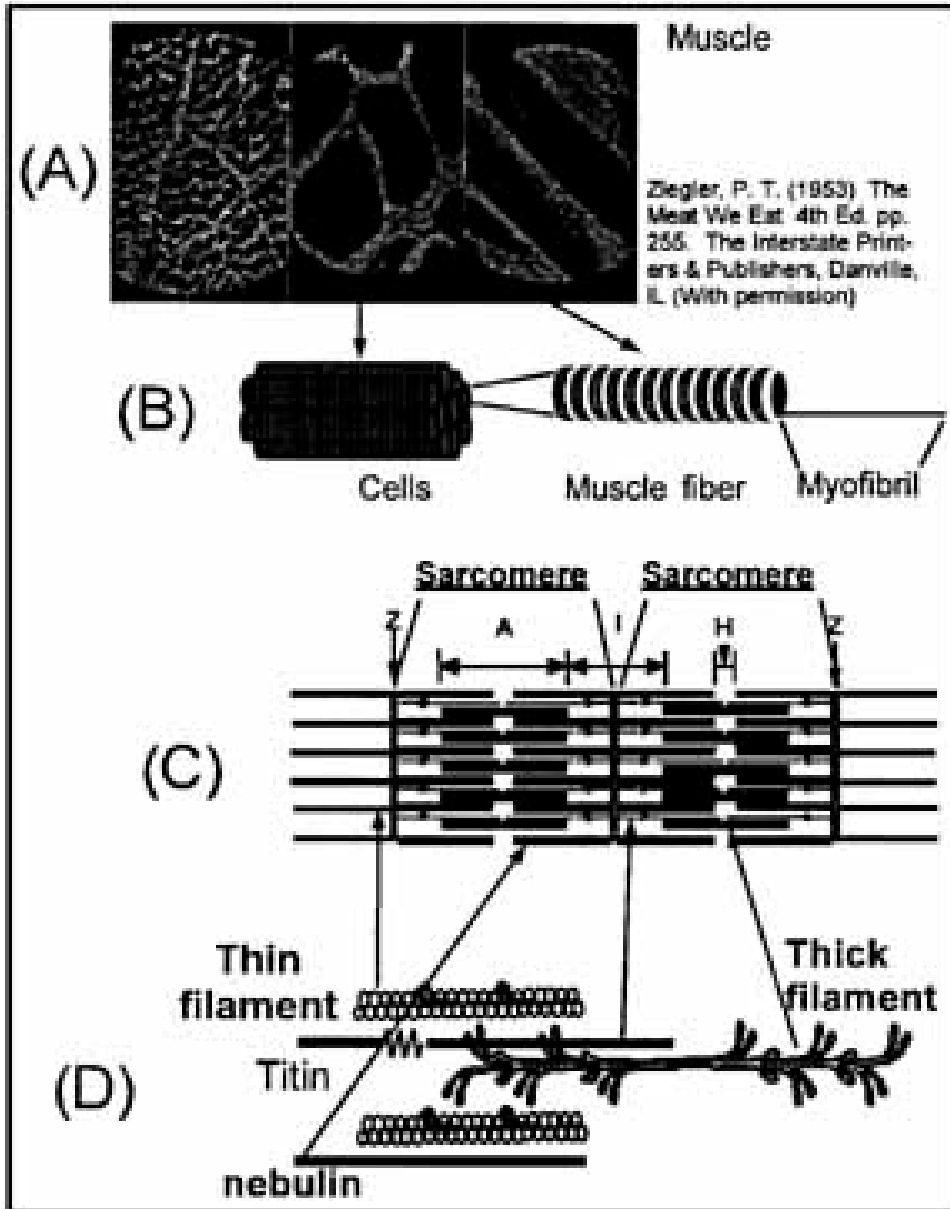 Muscle
(A)
Ziegler, P. T. (1953) The
Meat We Eat 4th Ed. pp.
255. The Interstate Print-
ers & Publishers, Danville,
IL (With permission)
(B)
Cells
Muscle fiber
Myofibril
Sarcomere
Sarcomere
Z
A
I
H
Z
(C)
Thin
filament
Thick
filament
Titin
(D)
nebulin